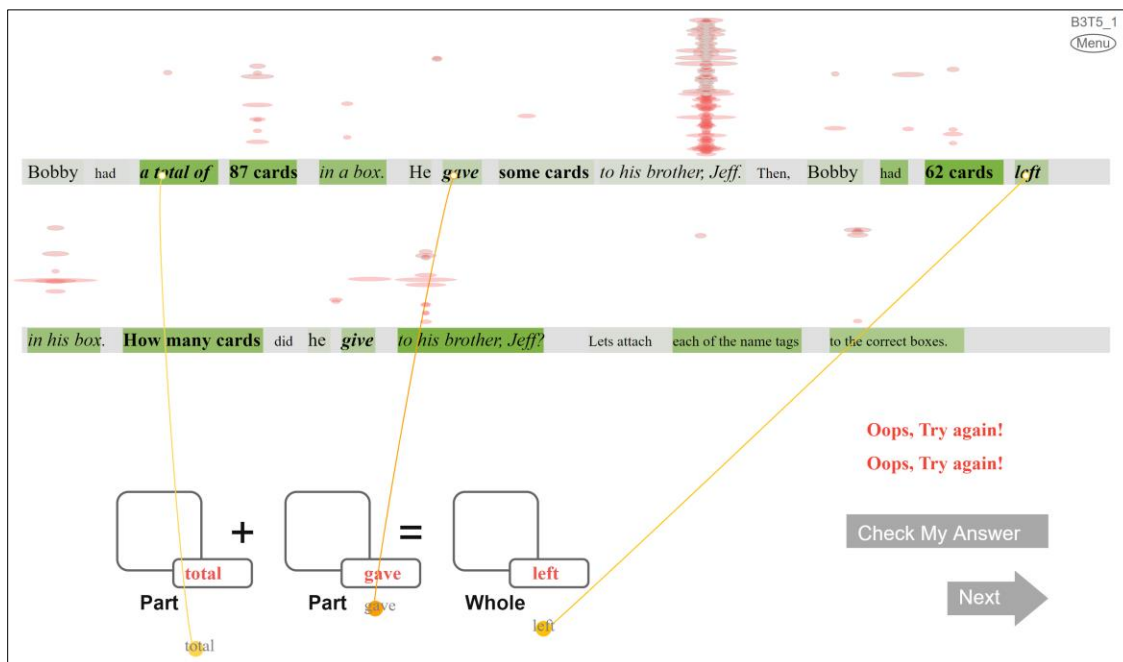 B3T5_1
Menu
Bobby had a total of 87 cards in a box. He gave some cards to his brother, Jeff. Then, Bobby had 62 cards left
in his box. How many cards did he give to his brother, Jeff? Lets attach each of the name tags to the correct boxes.
Oops, Try again!
Oops, Try again!
+ =
Check My Answer
total gave left
Part Part Whole
Next
gave
left
total